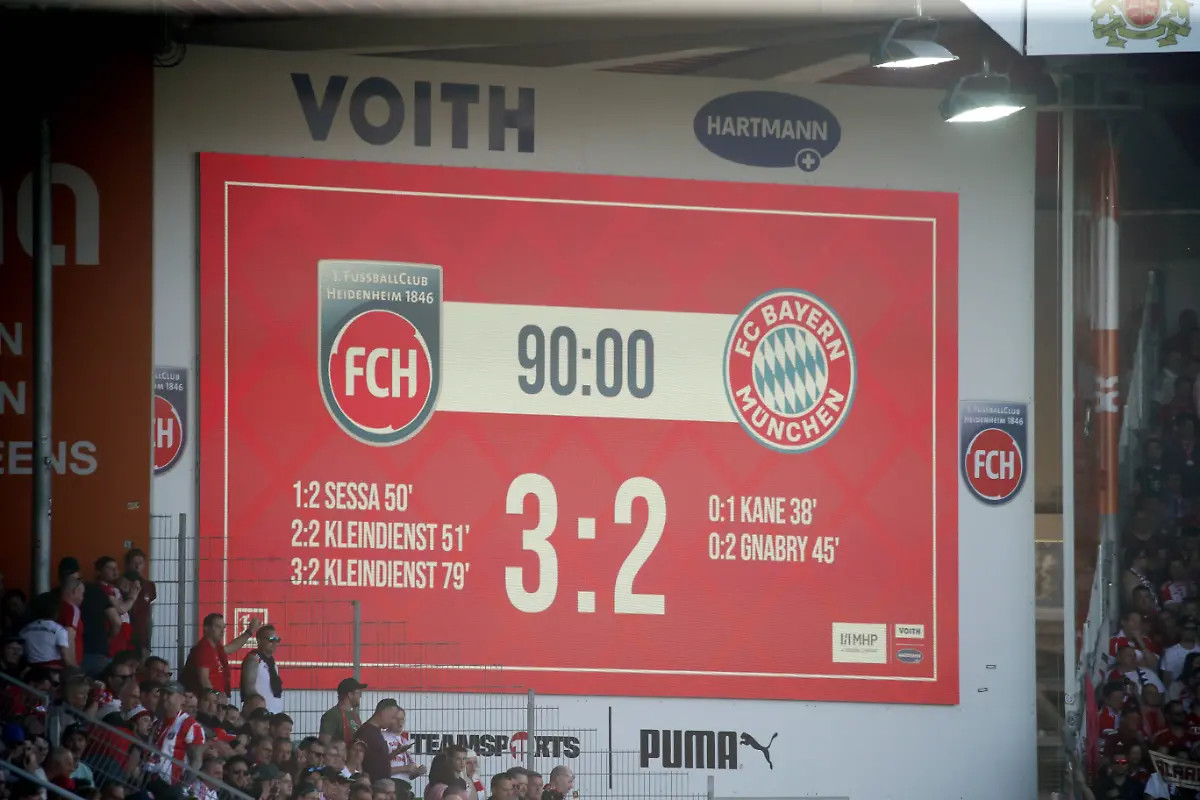 VOITH
HARTMANN
1. FUSSBALLCLUB
HEIDENHEIM 1846
FCH
90:00
FC BAYERN
MÜNCHEN
1:2 SESSA 50'
2:2 KLEINDIENST 51'
3:2 KLEINDIENST 79'
3:2
0:1 KANE 38'
0:2 GNABRY 45'
MHP
VOITH
HEIDENHEIM 1846
FCH
TEAMSPORTS
PUMA